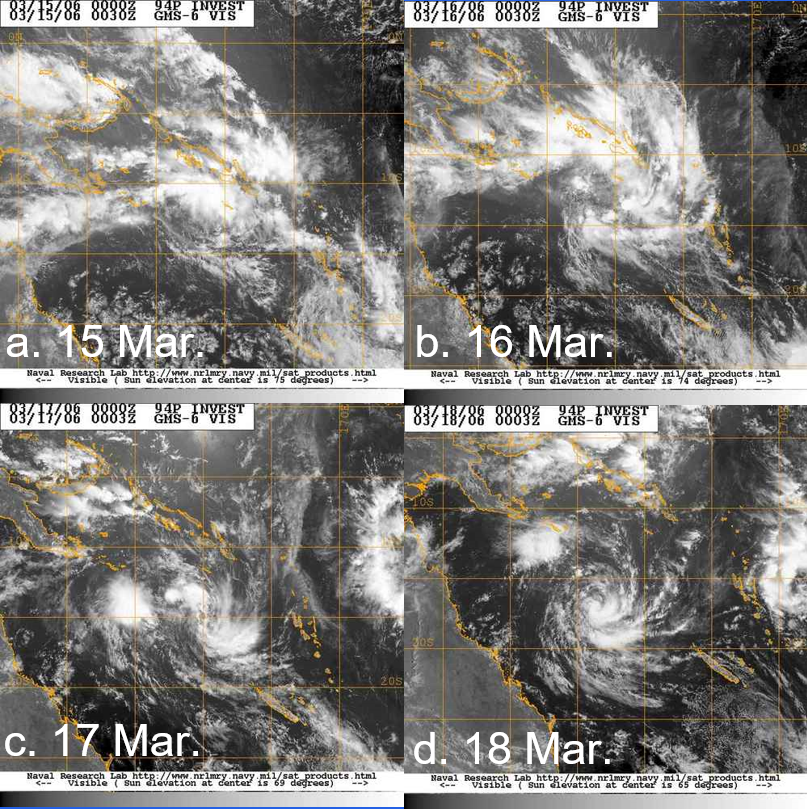 03/15/06 0000Z 94P INVEST
03/15/06 0030Z GMS-6 VIS
a. 15 Mar.
Naval Research Lab http://www.nrlmry.navy.mil/sat_products.html
<-- Visible ( Sun elevation at center is 75 degrees) -->
03/16/06 0000Z 94P INVEST
03/16/06 0030Z GMS-6 VIS
10S
b. 16 Mar.
Naval Research Lab http://www.nrlmry.navy.mil/sat_products.html
<-- Visible ( Sun elevation at center is 74 degrees) -->
03/17/06 0000Z 94P INVEST
03/17/06 0003Z GMS-6 VIS
170E
20S
c. 17 Mar.
Naval Research Lab http://www.nrlmry.navy.mil/sat_products.html
<-- Visible ( Sun elevation at center is 69 degrees) -->
03/18/06 0000Z 94P INVEST
03/18/06 0003Z GMS-6 VIS
10S
d. 18 Mar.
Naval Research Lab http://www.nrlmry.navy.mil/sat_products.html
<-- Visible ( Sun elevation at center is 65 degrees) -->